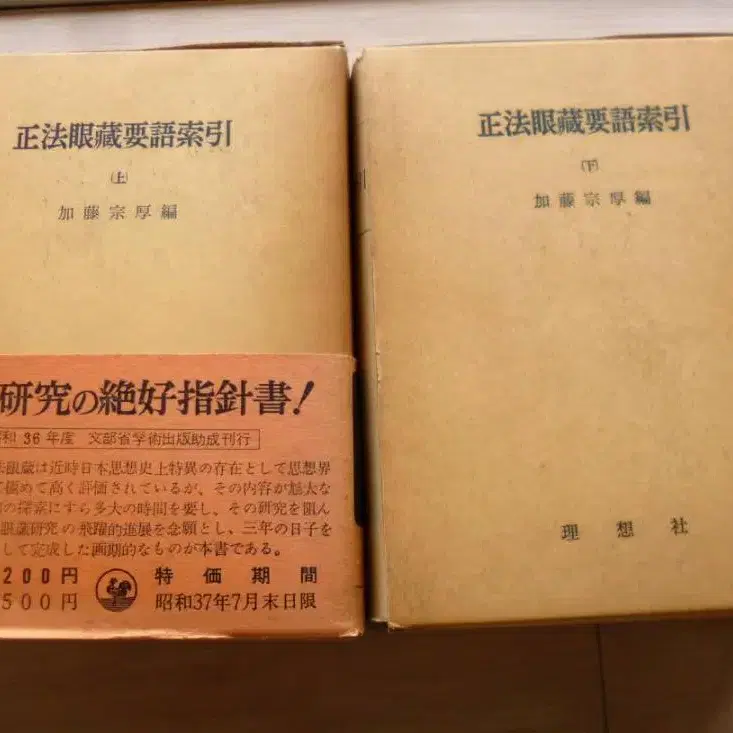 正法眼藏要語索引
(上)
加藤宗厚編
研究の絶好指針書!
和36年度 文部省学術出版助成刊行
法眼蔵は近時日本思想史上特異の存在として思想界
極めて高く評価されているが、その内容が尨大な
の探索にすら多大の時間を要し、その研究を阻ん
眼蔵研究の飛躍的進展を念願とし、三年の日子を
して完成した画期的なものが本書である。
200円 特価期間
500円 昭和37年7月末日限
正法眼藏要語索引
(下)
加藤宗厚編
理想社